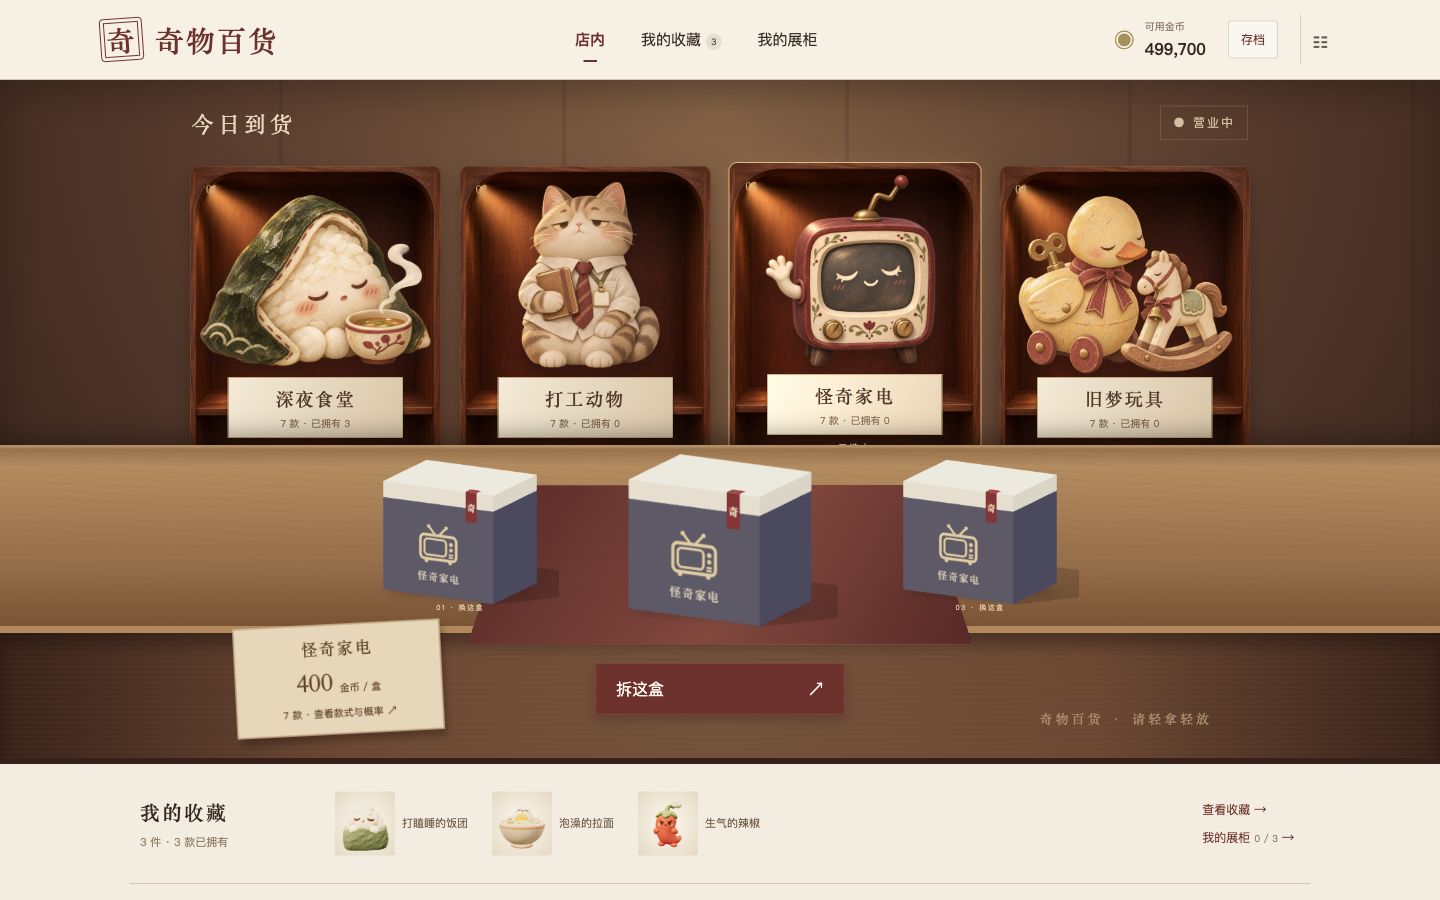 奇 奇物百货
店内 我的收藏 3 我的展柜
可用金币
499,700
存档
今日到货
营业中
深夜食堂
7 款 · 已拥有 3
打工动物
7 款 · 已拥有 0
怪奇家电
7 款 · 已拥有 0
旧梦玩具
7 款 · 已拥有 0
奇
怪奇家电
01 · 换这盒
奇
怪奇家电
奇
怪奇家电
03 · 换这盒
怪奇家电
400 金币 / 盒
7 款 · 查看款式与概率 ↗
拆这盒 ↗
奇物百货 · 请轻拿轻放
我的收藏
3 件 · 3 款已拥有
打瞌睡的饭团
泡澡的拉面
生气的辣椒
查看收藏 →
我的展柜 0 / 3 →